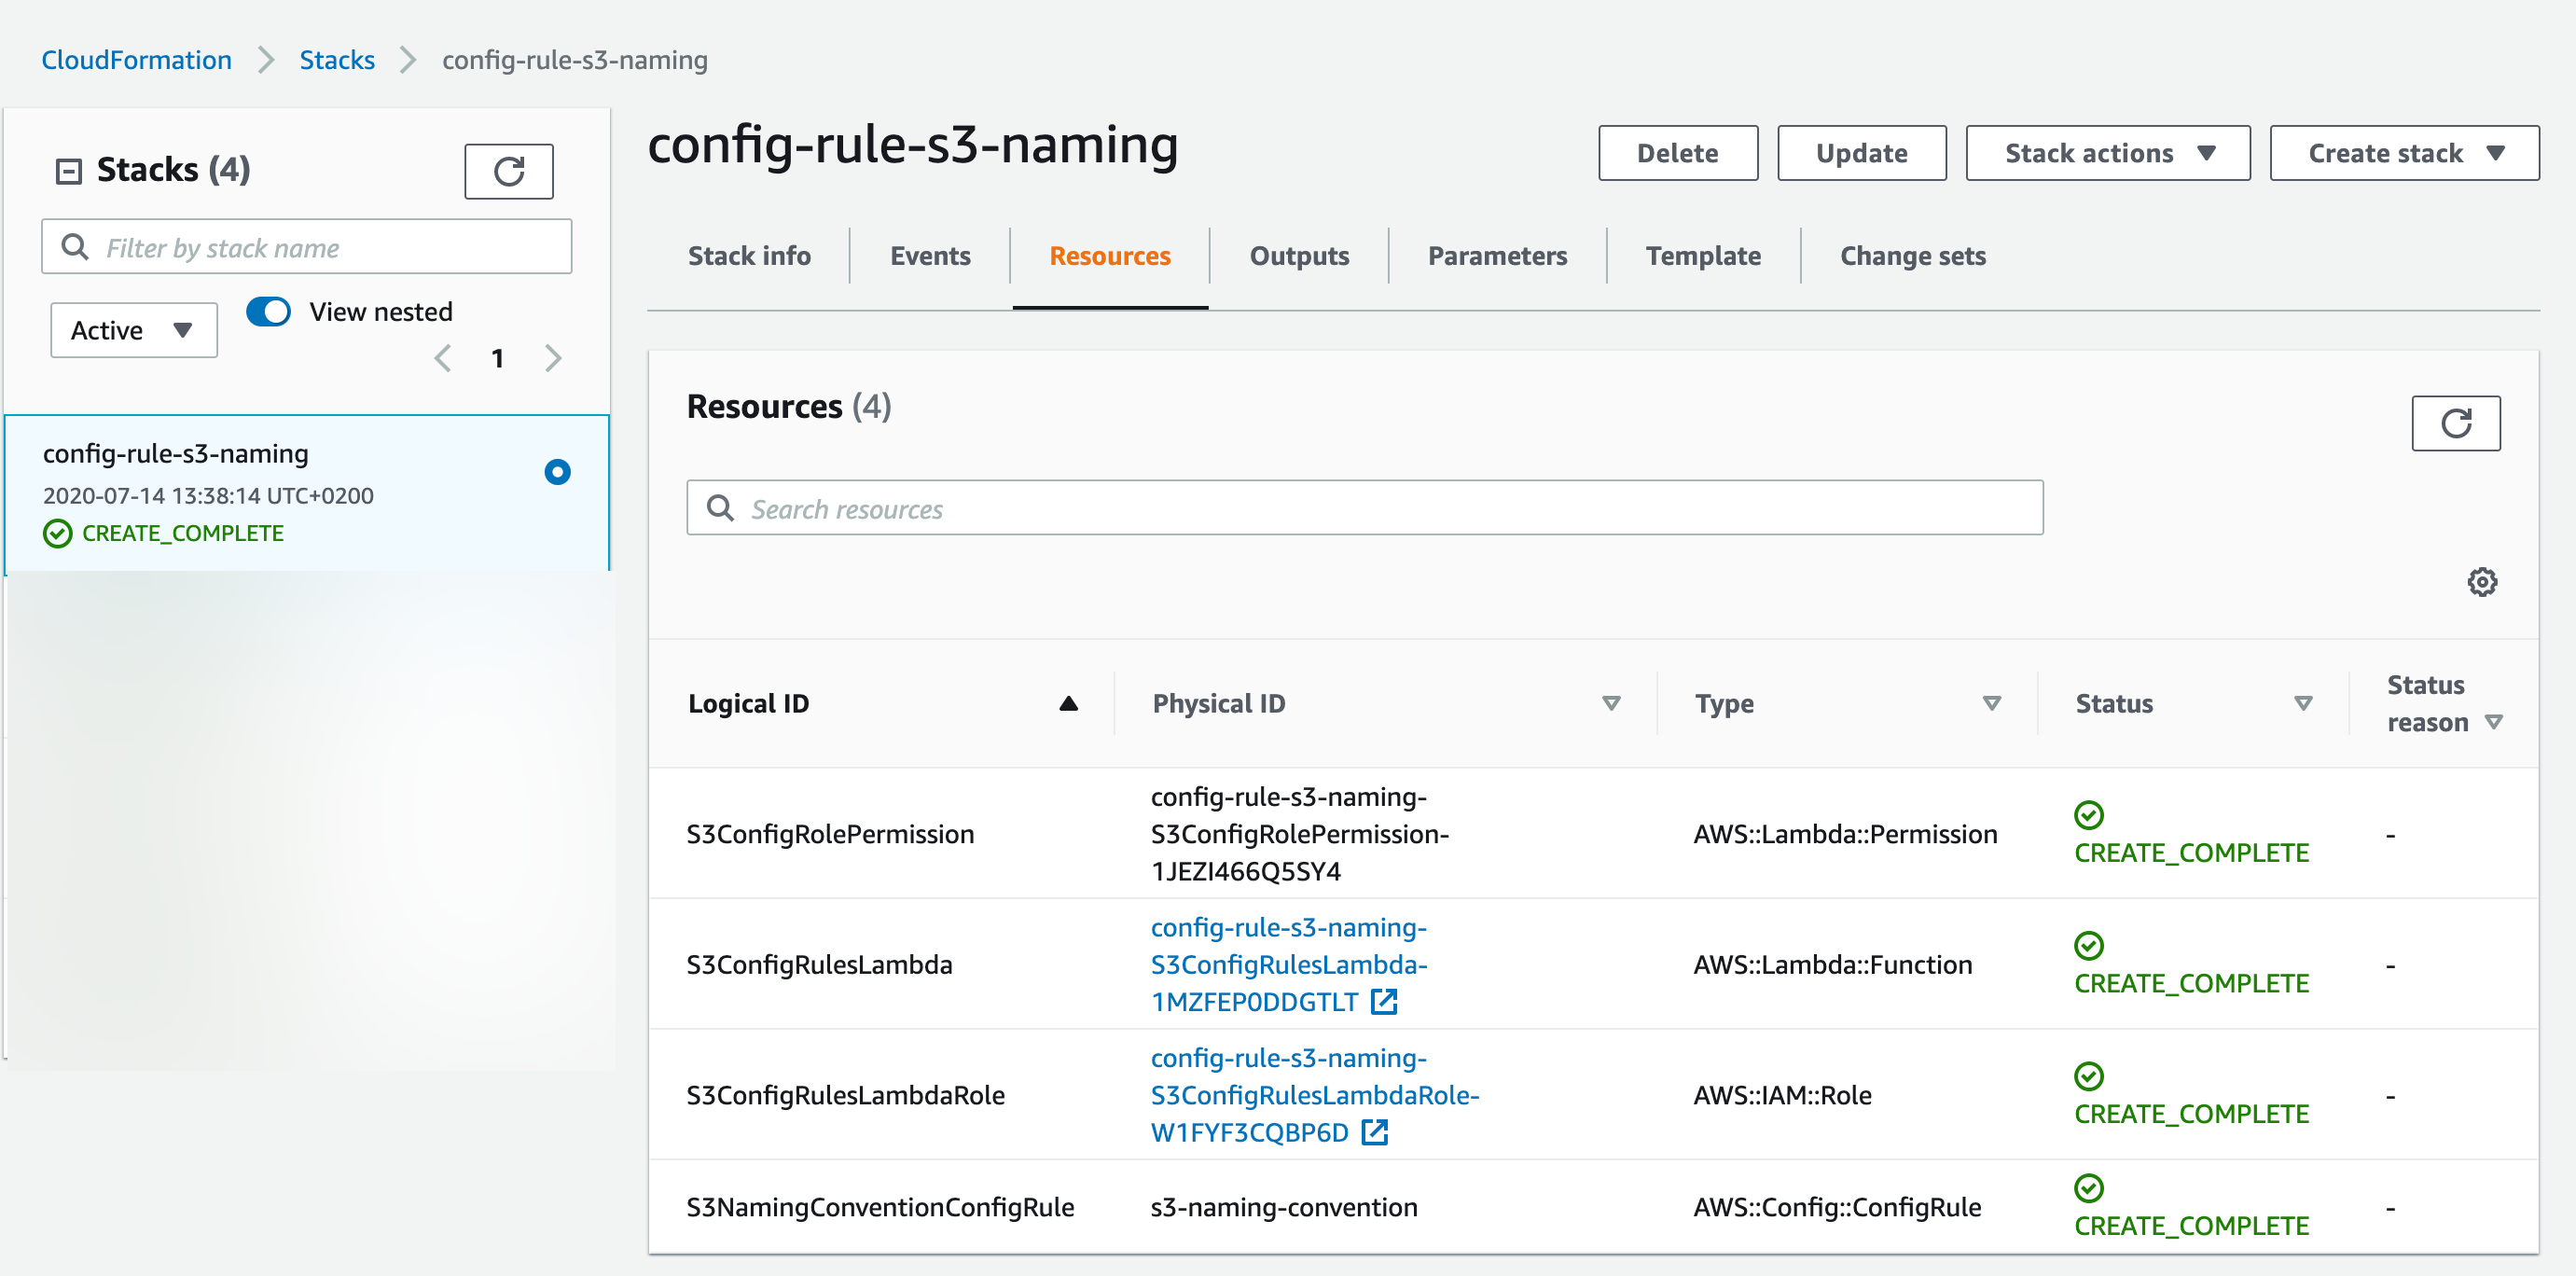 CloudFormation > Stacks > config-rule-s3-naming
Stacks (4)
Filter by stack name
Active
View nested
1
config-rule-s3-naming
2020-07-14 13:38:14 UTC+0200
CREATE_COMPLETE
config-rule-s3-naming
Delete
Update
Stack actions
Create stack
Stack info
Events
Resources
Outputs
Parameters
Template
Change sets
Resources (4)
Search resources
Logical ID
Physical ID
Type
Status
Status
reason
S3ConfigRolePermission
config-rule-s3-naming-
S3ConfigRolePermission-
1JEZI466Q5SY4
AWS::Lambda::Permission
CREATE_COMPLETE
-
S3ConfigRulesLambda
config-rule-s3-naming-
S3ConfigRulesLambda-
1MZFEP0DDGTLT
AWS::Lambda::Function
CREATE_COMPLETE
-
S3ConfigRulesLambdaRole
config-rule-s3-naming-
S3ConfigRulesLambdaRole-
W1FYF3CQBP6D
AWS::IAM::Role
CREATE_COMPLETE
-
S3NamingConventionConfigRule
s3-naming-convention
AWS::Config::ConfigRule
CREATE_COMPLETE
-